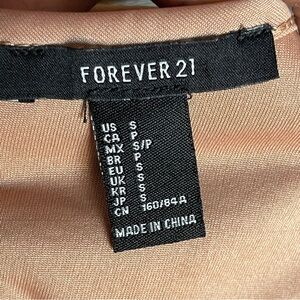 FOREVER 21
US S
CA P
MX S/P
BR P
EU S
UK S
KR S
JP S
CN 160/84A
MADE IN CHINA